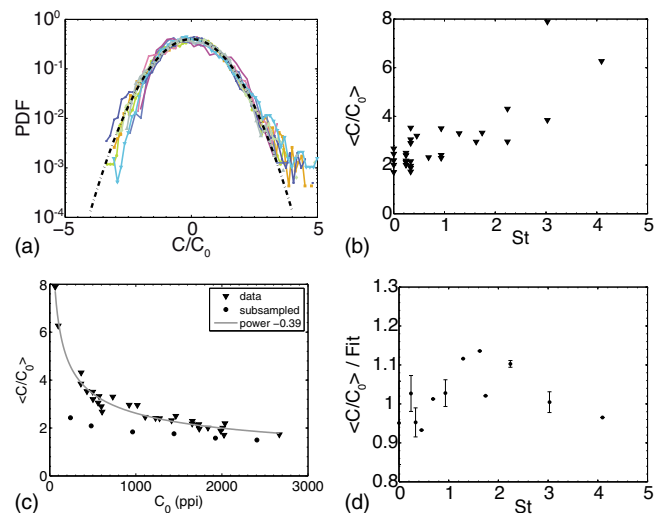 10^0
10^-1
10^-2
10^-3
10^-4
PDF
−5
0
5
C/C_0
(a)
8
6
4
2
0
<C/C_0>
0
1
2
3
4
5
St
(b)
8
6
4
2
0
<C/C_0>
data
subsampled
power −0.39
0
1000
2000
3000
C_0 (ppi)
(c)
1.3
1.2
1.1
1
0.9
0.8
<C/C_0> / Fit
0
1
2
3
4
5
St
(d)